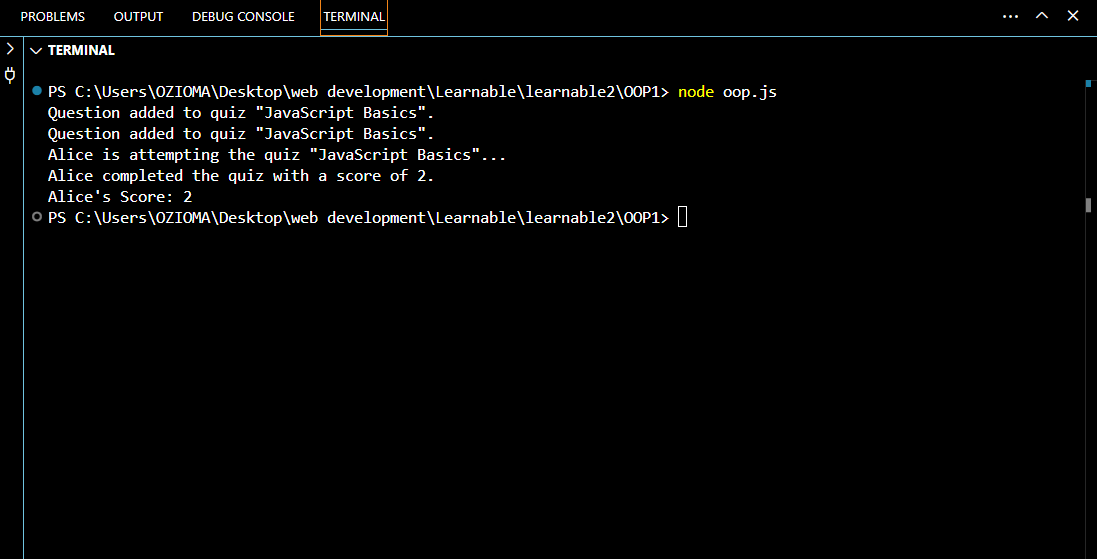 PROBLEMS OUTPUT DEBUG CONSOLE TERMINAL
TERMINAL
PS C:\Users\OZIOMA\Desktop\web development\Learnable\learnable2\OOP1> node oop.js
Question added to quiz "JavaScript Basics".
Question added to quiz "JavaScript Basics".
Alice is attempting the quiz "JavaScript Basics"...
Alice completed the quiz with a score of 2.
Alice's Score: 2
PS C:\Users\OZIOMA\Desktop\web development\Learnable\learnable2\OOP1>